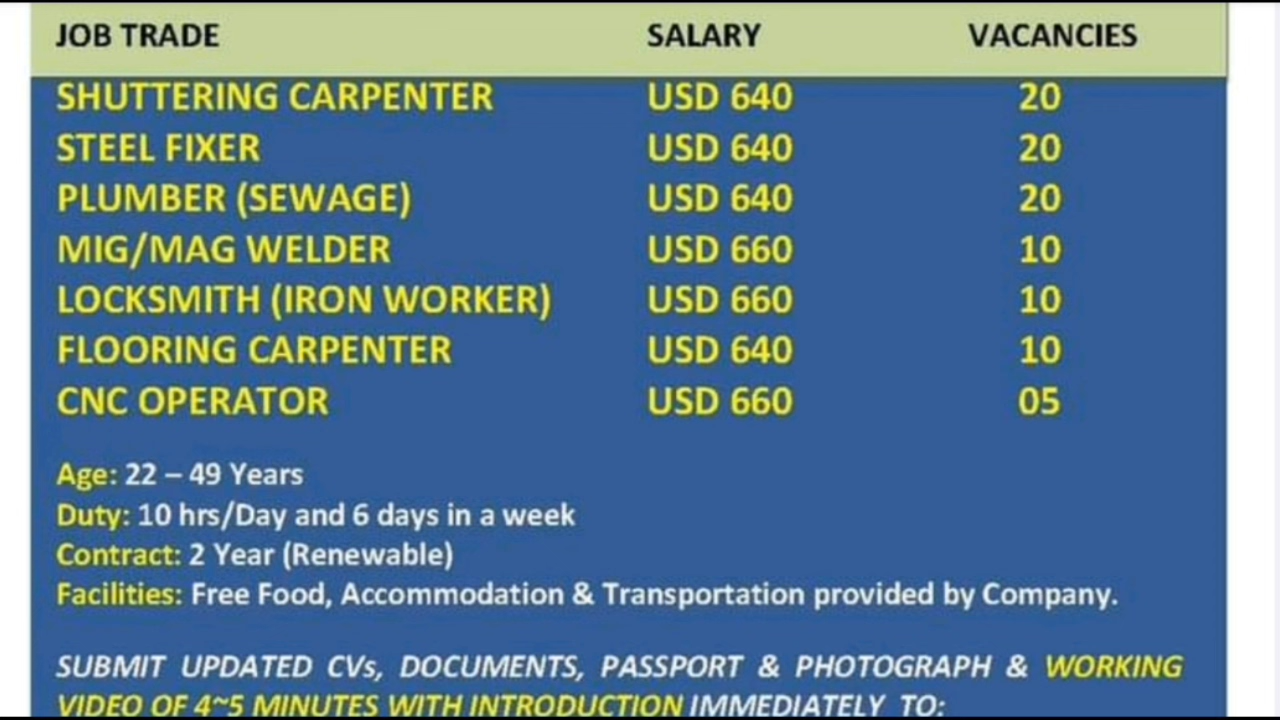 JOB TRADE SALARY VACANCIES
SHUTTERING CARPENTER USD 640 20
STEEL FIXER USD 640 20
PLUMBER (SEWAGE) USD 640 20
MIG/MAG WELDER USD 660 10
LOCKSMITH (IRON WORKER) USD 660 10
FLOORING CARPENTER USD 640 10
CNC OPERATOR USD 660 05
Age: 22 – 49 Years
Duty: 10 hrs/Day and 6 days in a week
Contract: 2 Year (Renewable)
Facilities: Free Food, Accommodation & Transportation provided by Company.
SUBMIT UPDATED CVs, DOCUMENTS, PASSPORT & PHOTOGRAPH & WORKING
VIDEO OF 4~5 MINUTES WITH INTRODUCTION IMMEDIATELY TO: